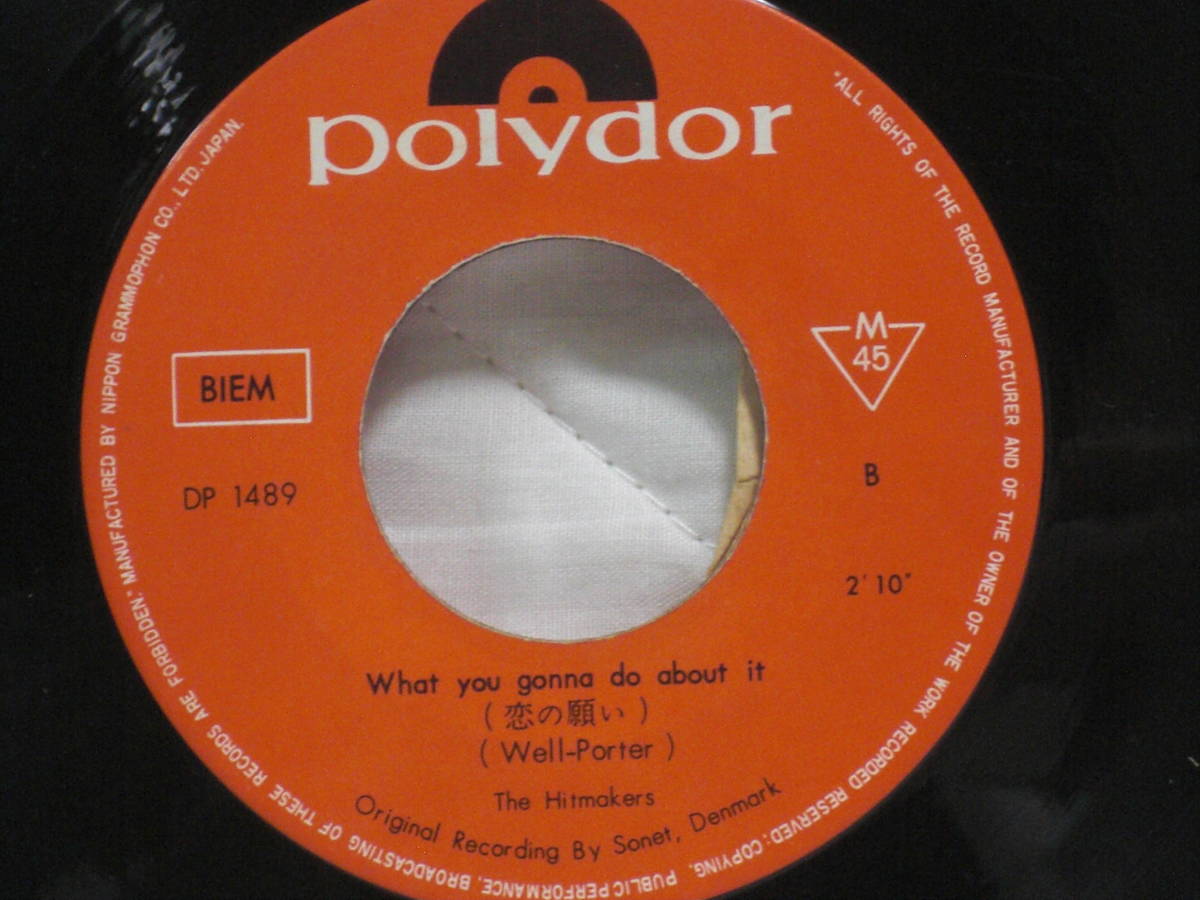 polydor
BIEM
DP 1489
M
45
B
2' 10"
What you gonna do about it
( 恋の願い )
( Well-Porter )
The Hitmakers
Original Recording By Sonet, Denmark
"ALL RIGHTS OF THE RECORD MANUFACTURER AND OF THE OWNER OF THE WORK RECORDED RESERVED: COPYING, PUBLIC PERFORMANCE, BROADCASTING OF THESE RECORDS ARE FORBIDDEN." MANUFACTURED BY NIPPON GRAMMOPHON CO., LTD. JAPAN.